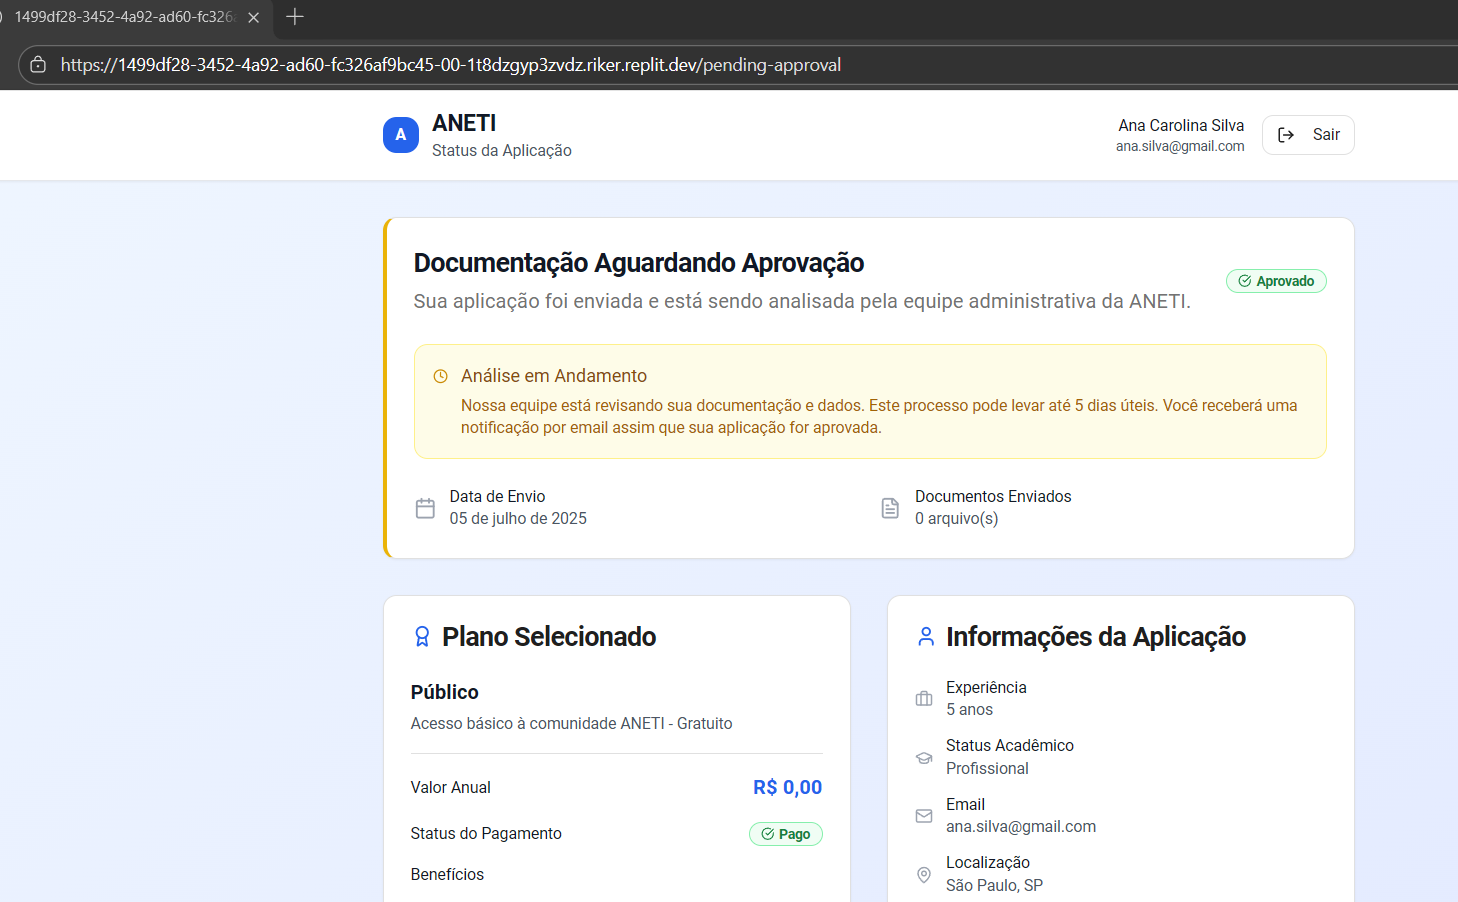 1499df28-3452-4a92-ad60-fc326
https://1499df28-3452-4a92-ad60-fc326af9bc45-00-1t8dzgyp3zvdz.riker.replit.dev/pending-approval
A
ANETI
Status da Aplicação
Ana Carolina Silva
ana.silva@gmail.com
Sair
Documentação Aguardando Aprovação
Sua aplicação foi enviada e está sendo analisada pela equipe administrativa da ANETI.
Aprovado
Análise em Andamento
Nossa equipe está revisando sua documentação e dados. Este processo pode levar até 5 dias úteis. Você receberá uma
notificação por email assim que sua aplicação for aprovada.
Data de Envio
05 de julho de 2025
Documentos Enviados
0 arquivo(s)
Plano Selecionado
Público
Acesso básico à comunidade ANETI - Gratuito
Valor Anual
R$ 0,00
Status do Pagamento
Pago
Benefícios
Informações da Aplicação
Experiência
5 anos
Status Acadêmico
Profissional
Email
ana.silva@gmail.com
Localização
São Paulo, SP